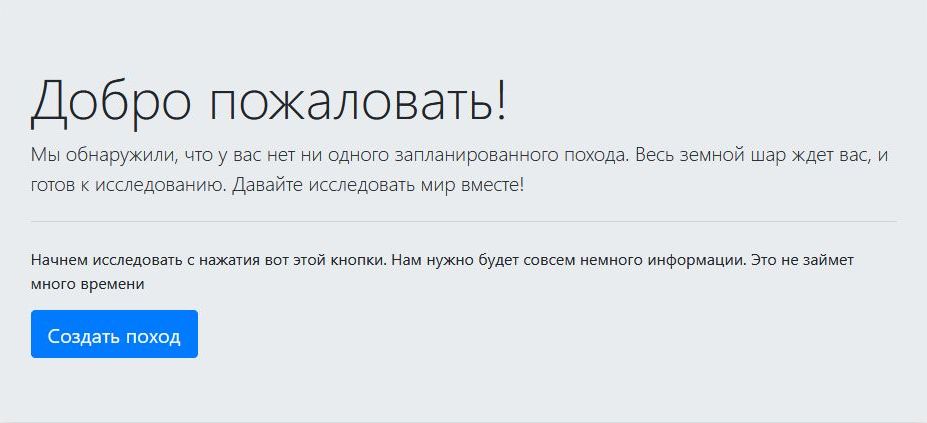 Добро пожаловать!
Мы обнаружили, что у вас нет ни одного запланированного похода. Весь земной шар ждет вас, и
готов к исследованию. Давайте исследовать мир вместе!
Начнем исследовать с нажатия вот этой кнопки. Нам нужно будет совсем немного информации. Это не займет
много времени
Создать поход